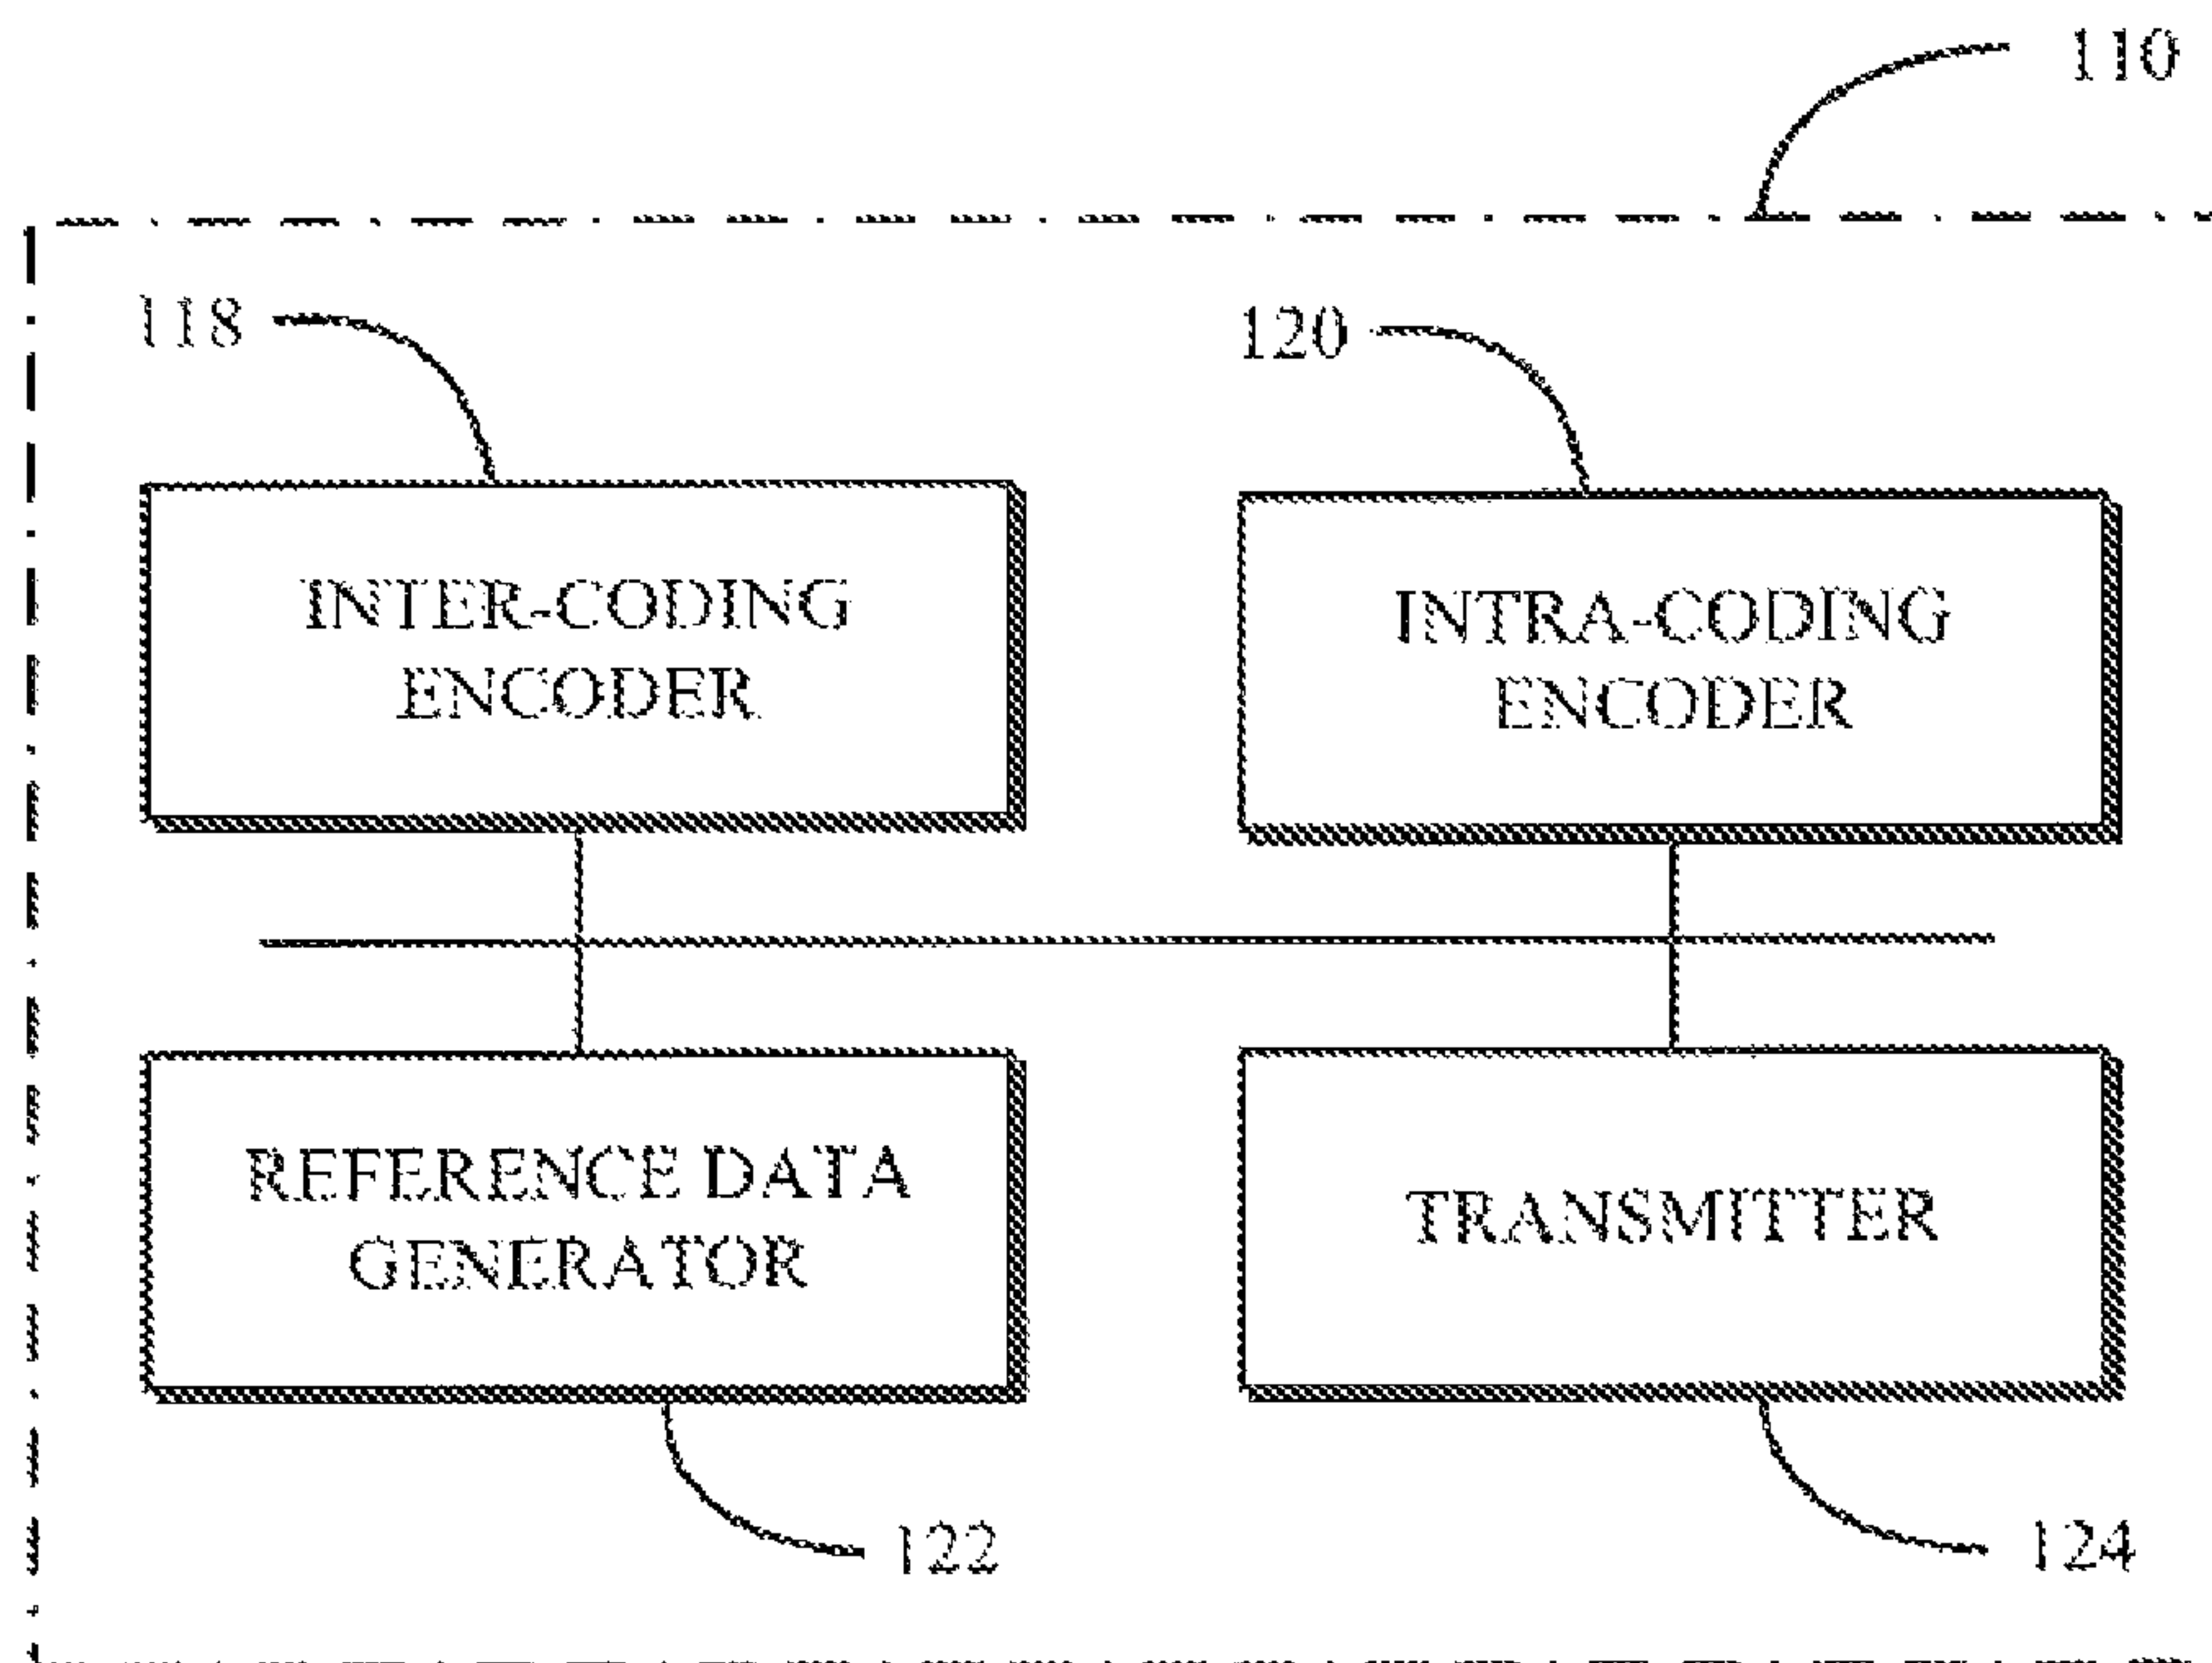 110
118
120
INTER-CODING
ENCODER
INTRA-CODING
ENCODER
REFERENCE DATA
GENERATOR
TRANSMITTER
122
124